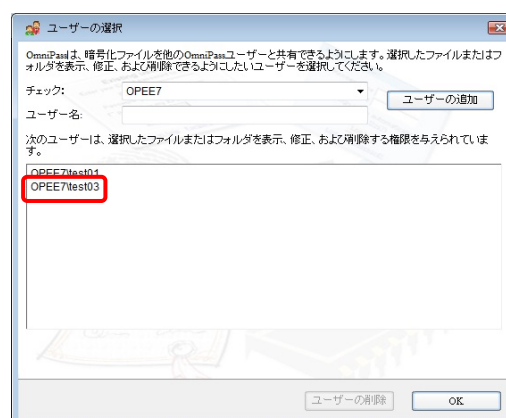 ユーザーの選択
OmniPassは、暗号化ファイルを他のOmniPassユーザーと共有できるようにします。選択したファイルまたはフ
ォルダを表示、修正、および削除できるようにしたいユーザーを選択してください。
チェック: OPEE7
ユーザーの追加
ユーザー名:
次のユーザーは、選択したファイルまたはフォルダを表示、修正、および削除する権限を与えられていま
す。
OPEE7\test01
OPEE7\test03
ユーザーの削除 OK